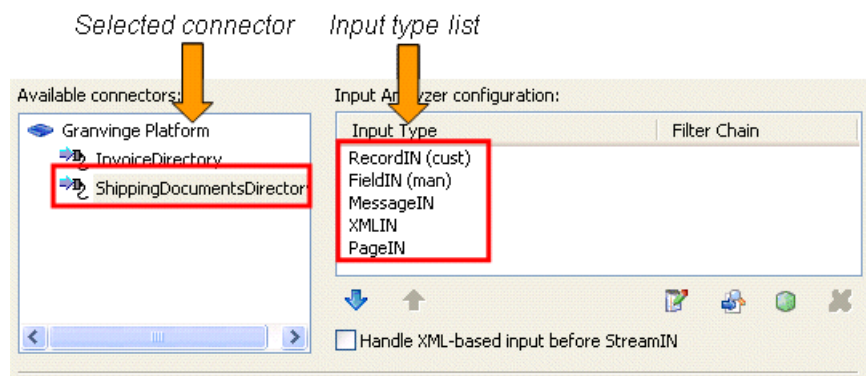 Selected connector
Input type list
Available connectors:
Granvinge Platform
InvoiceDirectory
ShippingDocumentsDirector
Input Analyzer configuration:
Input Type
Filter Chain
RecordIN (cust)
FieldIN (man)
MessageIN
XMLIN
PageIN
Handle XML-based input before StreamIN